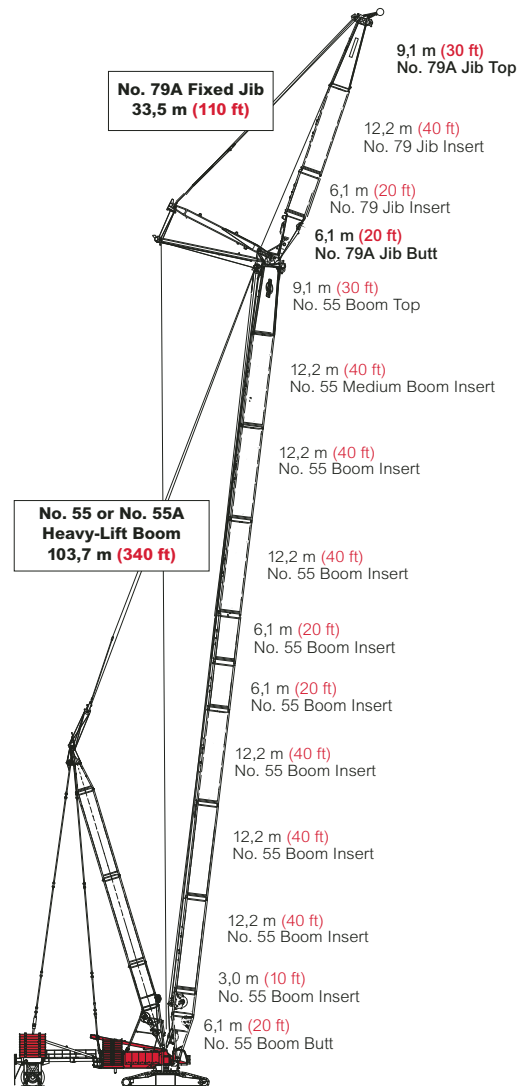 9,1 m (30 ft)
No. 79A Jib Top
No. 79A Fixed Jib
33,5 m (110 ft)
12,2 m (40 ft)
No. 79 Jib Insert
6,1 m (20 ft)
No. 79 Jib Insert
6,1 m (20 ft)
No. 79A Jib Butt
9,1 m (30 ft)
No. 55 Boom Top
12,2 m (40 ft)
No. 55 Medium Boom Insert
12,2 m (40 ft)
No. 55 Boom Insert
No. 55 or No. 55A
Heavy-Lift Boom
103,7 m (340 ft)
12,2 m (40 ft)
No. 55 Boom Insert
6,1 m (20 ft)
No. 55 Boom Insert
6,1 m (20 ft)
No. 55 Boom Insert
12,2 m (40 ft)
No. 55 Boom Insert
12,2 m (40 ft)
No. 55 Boom Insert
12,2 m (40 ft)
No. 55 Boom Insert
3,0 m (10 ft)
No. 55 Boom Insert
6,1 m (20 ft)
No. 55 Boom Butt